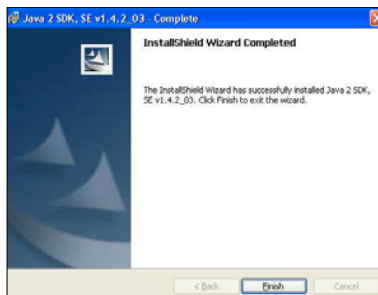 Java 2 SDK, SE v1.4.2_03 - Complete
InstallShield Wizard Completed
The InstallShield Wizard has successfully installed Java 2 SDK,
SE v1.4.2_03. Click Finish to exit the wizard.
< Back Finish Cancel